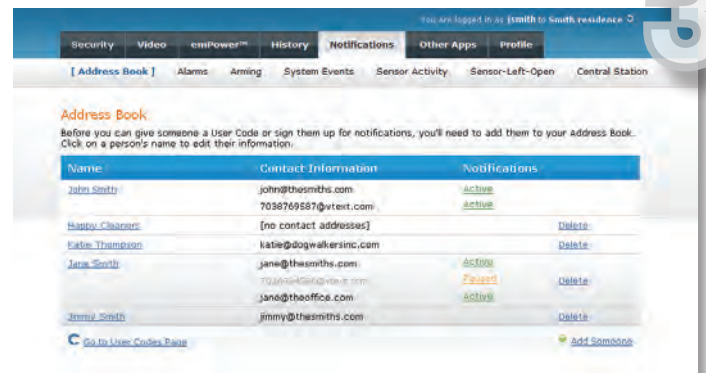 You are logged in as jsmith to Smith residence
3
Security Video emPower™ History Notifications Other Apps Profile
[ Address Book ] Alarms Arming System Events Sensor Activity Sensor-Left-Open Central Station
Address Book
Before you can give someone a User Code or sign them up for notifications, you'll need to add them to your Address Book.
Click on a person's name to edit their information.
Name Contact Information Notifications
John Smith john@thesmiths.com Active
7038769587@vtext.com Active
Happy Cleaners [no contact addresses] Delete
Katie Thompson katie@dogwalkersinc.com Delete
Jane Smith jane@thesmiths.com Active
Paused Delete
jane@theoffice.com Active
Jimmy Smith jimmy@thesmiths.com Delete
Go to User Codes Page Add Someone